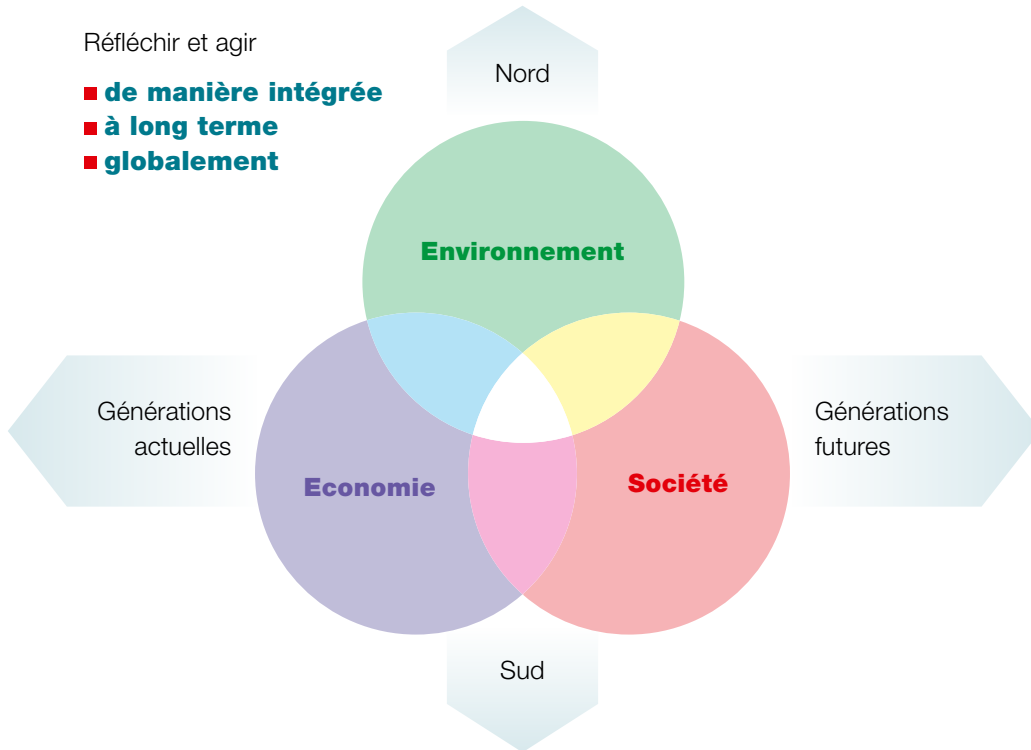 Réfléchir et agir
de manière intégrée
à long terme
globalement
Nord
Environnement
Générations
actuelles
Générations
futures
Economie
Société
Sud